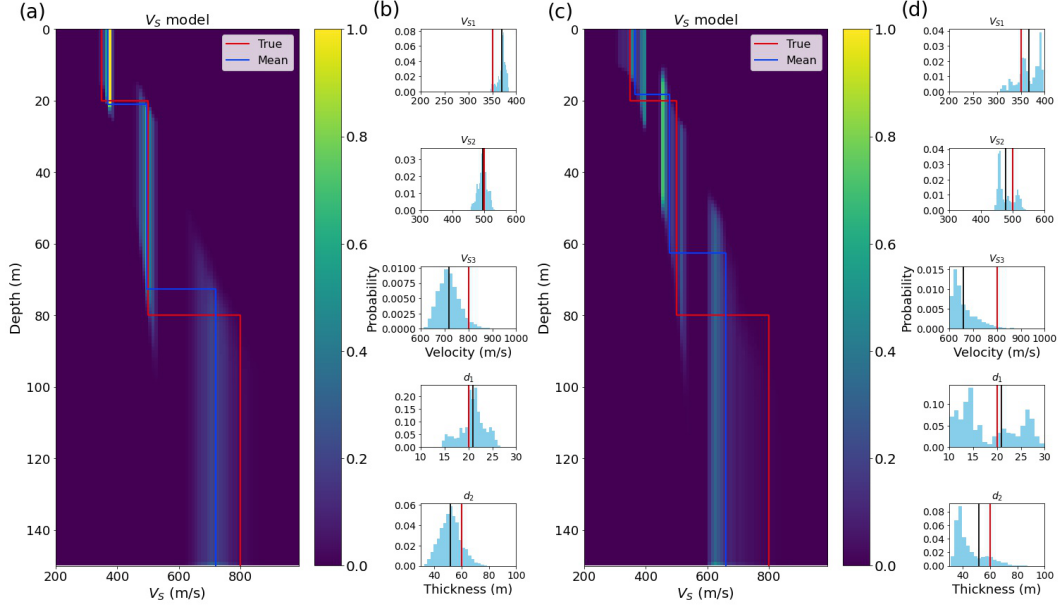 (a)
V_S model
0
20
40
60
80
100
120
140
Depth (m)
200 400 600 800
V_S (m/s)
True
Mean
1.0
0.8
0.6
0.4
0.2
0.0
(b)
V_S1
0.08
0.06
0.04
0.02
0.00
200 250 300 350 400
V_S2
0.03
0.02
0.01
0.00
300 400 500 600
V_S3
0.0100
0.0075
0.0050
0.0025
0.0000
600 700 800 900 1000
Probability
Velocity (m/s)
d_1
0.20
0.15
0.10
0.05
0.00
10 15 20 25 30
d_2
0.06
0.04
0.02
0.00
40 60 80 100
Thickness (m)
(c)
V_S model
0
20
40
60
80
100
120
140
Depth (m)
200 400 600 800
V_S (m/s)
True
Mean
1.0
0.8
0.6
0.4
0.2
0.0
(d)
V_S1
0.04
0.03
0.02
0.01
0.00
200 250 300 350 400
V_S2
0.04
0.03
0.02
0.01
0.00
300 400 500 600
V_S3
0.015
0.010
0.005
0.000
600 700 800 900 1000
Probability
Velocity (m/s)
d_1
0.10
0.05
0.00
10 15 20 25 30
d_2
0.08
0.06
0.04
0.02
0.00
40 60 80 100
Thickness (m)